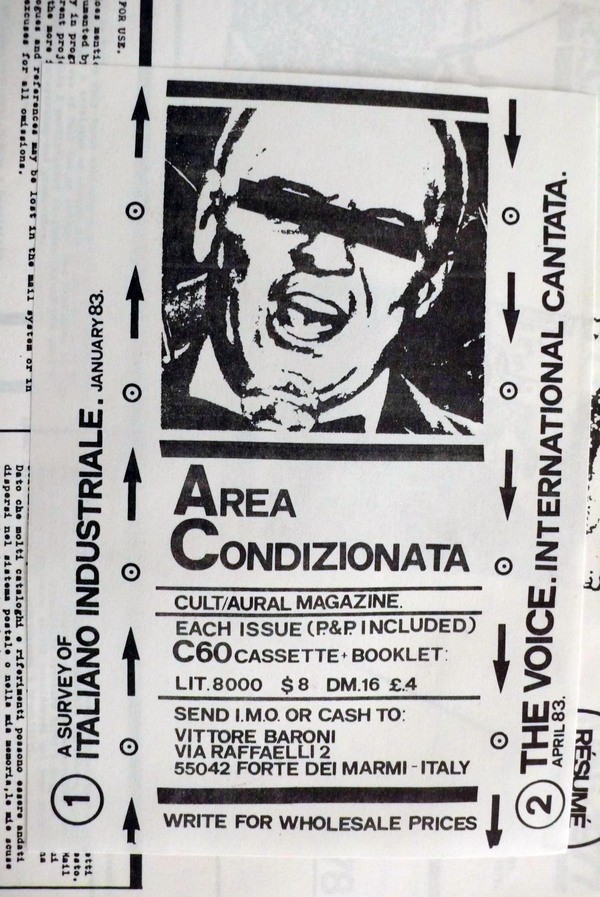 FOR USE.
ogues and references may be lost in the mail system or in
excuses for all omissions.
Dato che molti cataloghi e riferimenti possono essere andati
dispersi nel sistema postale o nella mia memoria, le mie scuse
1 A SURVEY OF
ITALIANO INDUSTRIALE. JANUARY 83.
AREA
CONDIZIONATA
CULT/AURAL MAGAZINE.
EACH ISSUE (P.&P. INCLUDED)
C60 CASSETTE + BOOKLET:
LIT.8000 $8 DM.16 £.4
SEND I.M.O. OR CASH TO:
VITTORE BARONI
VIA RAFFAELLI 2
55042 FORTE DEI MARMI - ITALY
WRITE FOR WHOLESALE PRICES
2 THE VOICE. INTERNATIONAL CANTATA.
APRIL 83.
RÉSUMÉ